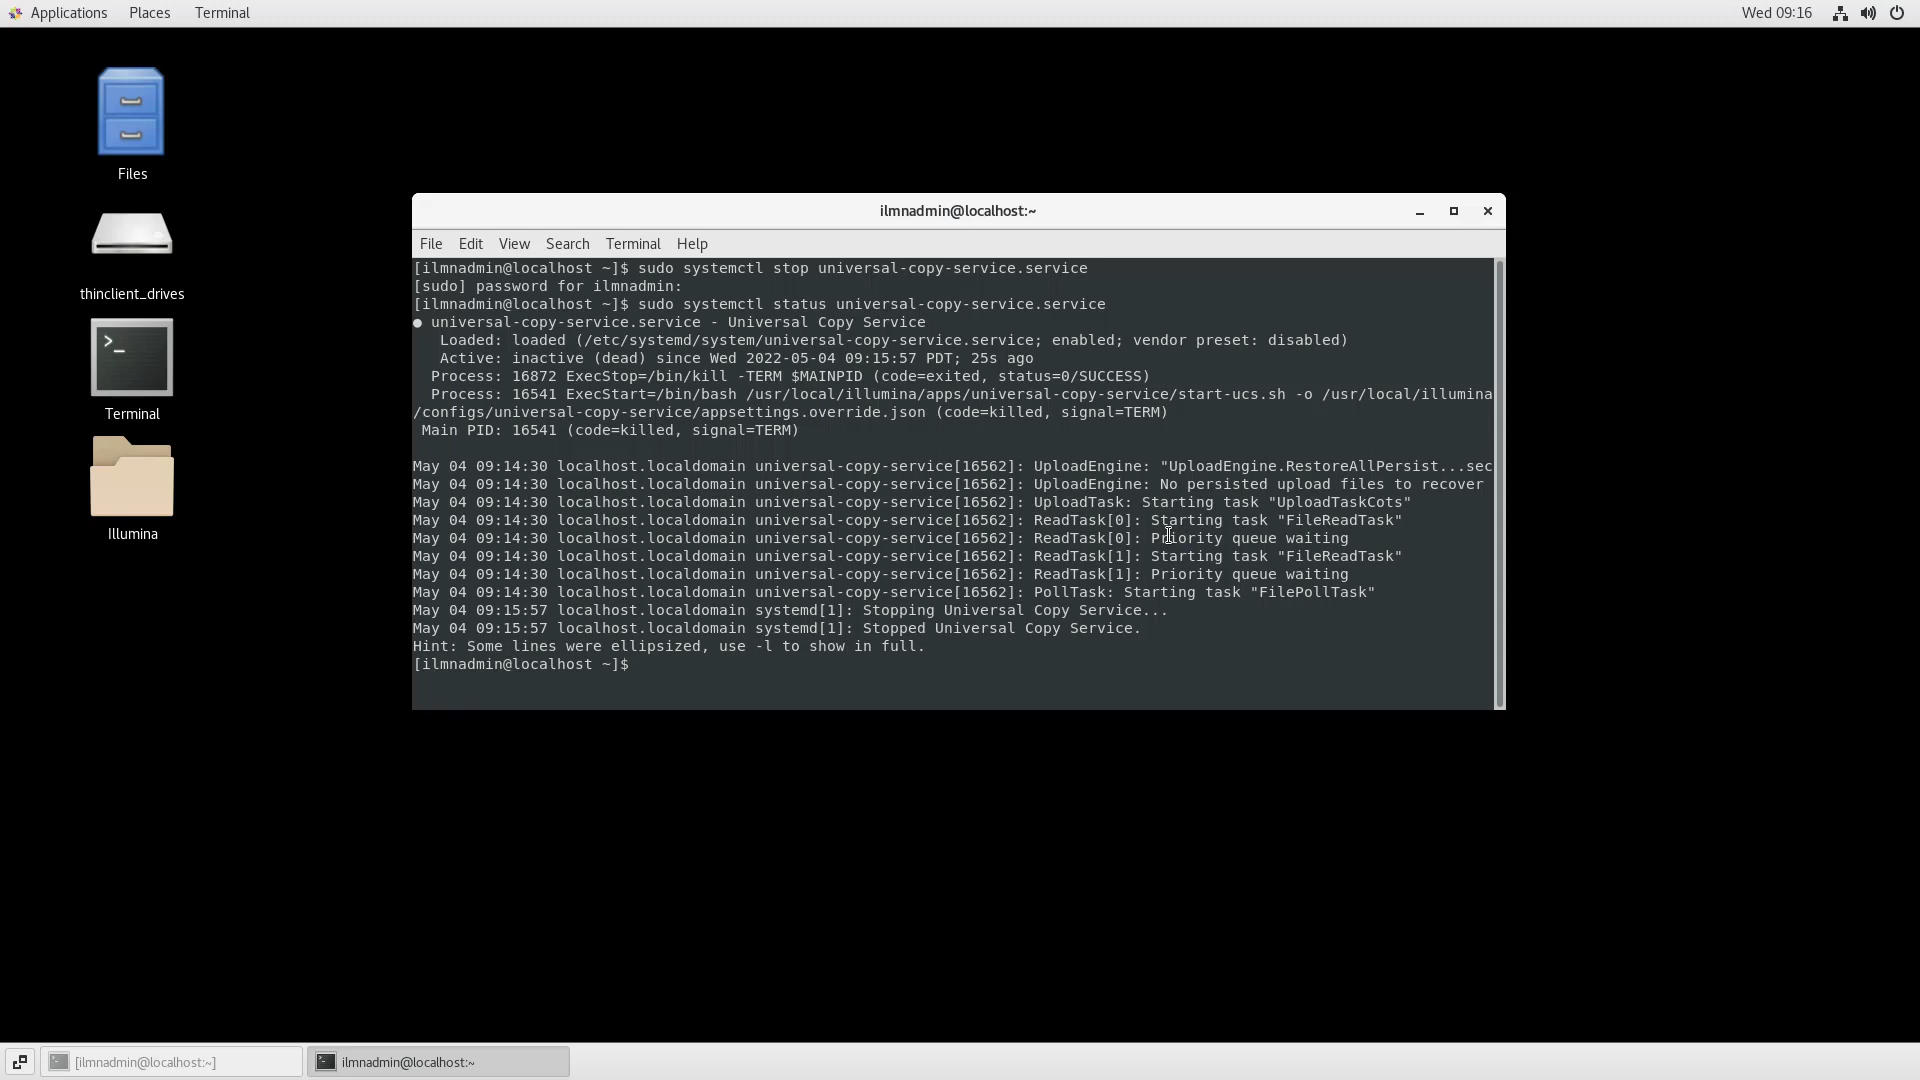 Applications Places Terminal Wed 09:16
Files
thinclient_drives
Terminal
Illumina
ilmnadmin@localhost:~
File Edit View Search Terminal Help
[ilmnadmin@localhost ~]$ sudo systemctl stop universal-copy-service.service
[sudo] password for ilmnadmin:
[ilmnadmin@localhost ~]$ sudo systemctl status universal-copy-service.service
● universal-copy-service.service - Universal Copy Service
Loaded: loaded (/etc/systemd/system/universal-copy-service.service; enabled; vendor preset: disabled)
Active: inactive (dead) since Wed 2022-05-04 09:15:57 PDT; 25s ago
Process: 16872 ExecStop=/bin/kill -TERM $MAINPID (code=exited, status=0/SUCCESS)
Process: 16541 ExecStart=/bin/bash /usr/local/illumina/apps/universal-copy-service/start-ucs.sh -o /usr/local/illumina
/configs/universal-copy-service/appsettings.override.json (code=killed, signal=TERM)
Main PID: 16541 (code=killed, signal=TERM)
May 04 09:14:30 localhost.localdomain universal-copy-service[16562]: UploadEngine: "UploadEngine.RestoreAllPersist...sec
May 04 09:14:30 localhost.localdomain universal-copy-service[16562]: UploadEngine: No persisted upload files to recover
May 04 09:14:30 localhost.localdomain universal-copy-service[16562]: UploadTask: Starting task "UploadTaskCots"
May 04 09:14:30 localhost.localdomain universal-copy-service[16562]: ReadTask[0]: Starting task "FileReadTask"
May 04 09:14:30 localhost.localdomain universal-copy-service[16562]: ReadTask[0]: Priority queue waiting
May 04 09:14:30 localhost.localdomain universal-copy-service[16562]: ReadTask[1]: Starting task "FileReadTask"
May 04 09:14:30 localhost.localdomain universal-copy-service[16562]: ReadTask[1]: Priority queue waiting
May 04 09:14:30 localhost.localdomain universal-copy-service[16562]: PollTask: Starting task "FilePollTask"
May 04 09:15:57 localhost.localdomain systemd[1]: Stopping Universal Copy Service...
May 04 09:15:57 localhost.localdomain systemd[1]: Stopped Universal Copy Service.
Hint: Some lines were ellipsized, use -l to show in full.
[ilmnadmin@localhost ~]$
[ilmnadmin@localhost:~] ilmnadmin@localhost:~